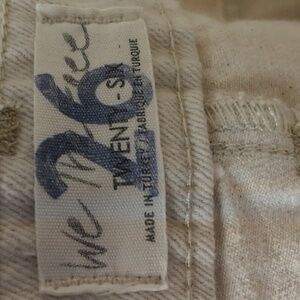 We The Free
26
TWENTY - SIX
MADE IN TURKEY / FABRIQUÉ EN TURQUIE